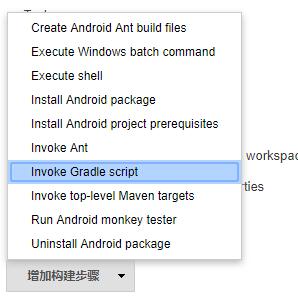 Create Android Ant build files
Execute Windows batch command
Execute shell
Install Android package
Install Android project prerequisites
Invoke Ant
workspac
Invoke Gradle script
rties
Invoke top-level Maven targets
Run Android monkey tester
Uninstall Android package
增加构建步骤